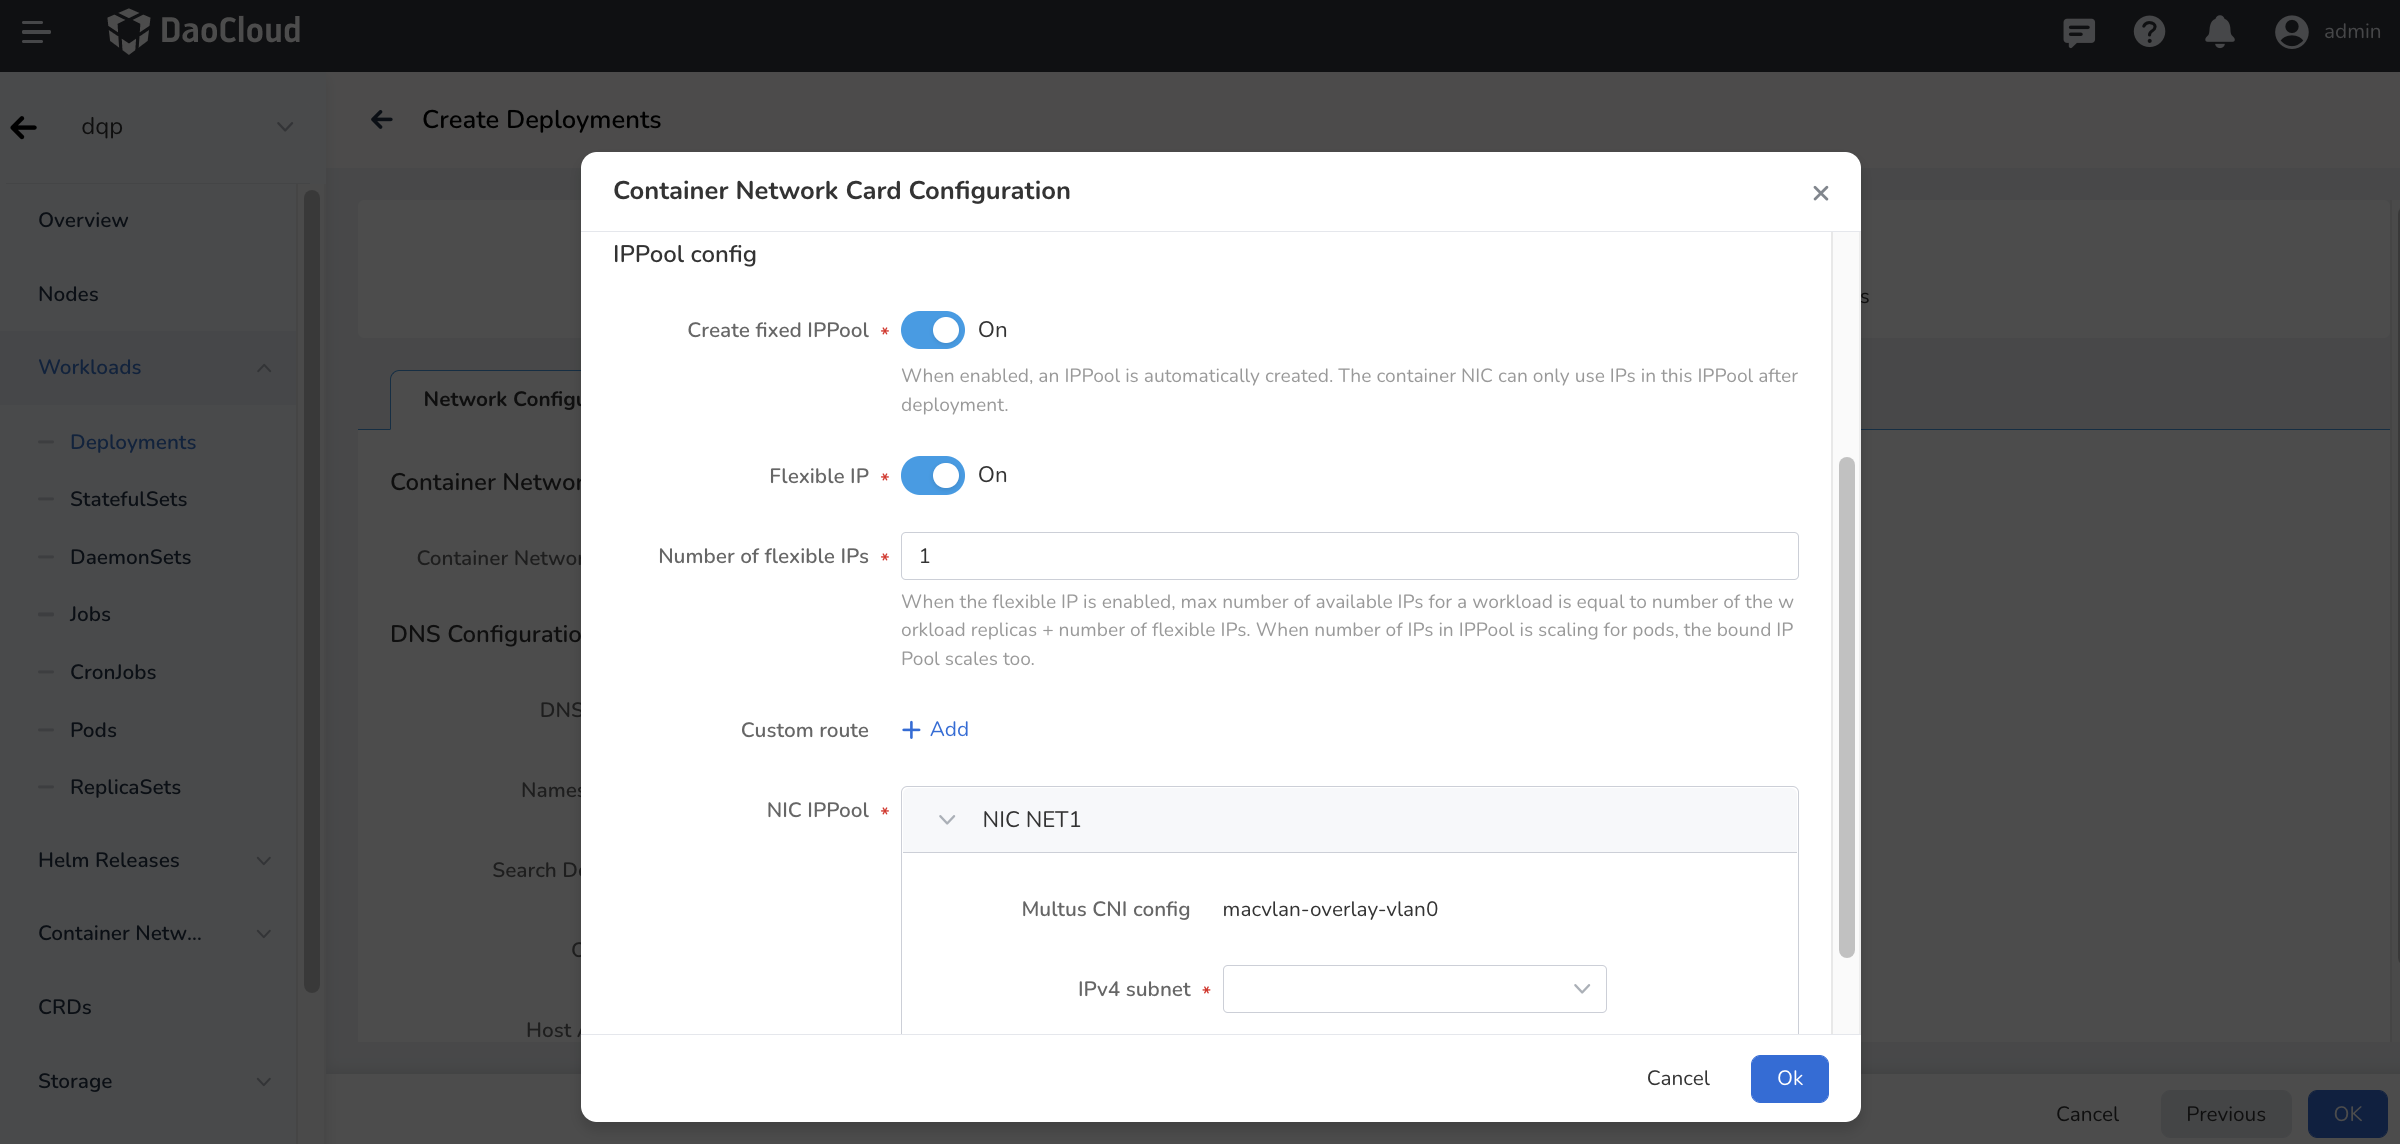 DaoCloud
admin
dqp
Create Deployments
Overview
Nodes
Workloads
Deployments
StatefulSets
DaemonSets
Jobs
CronJobs
Pods
ReplicaSets
Helm Releases
Container Netw...
CRDs
Storage
Network Configu
Container Networ
Container Networ
DNS Configuratio
DNS
Names
Search De
Host A
Container Network Card Configuration
IPPool config
Create fixed IPPool * On
When enabled, an IPPool is automatically created. The container NIC can only use IPs in this IPPool after
deployment.
Flexible IP * On
Number of flexible IPs * 1
When the flexible IP is enabled, max number of available IPs for a workload is equal to number of the w
orkload replicas + number of flexible IPs. When number of IPs in IPPool is scaling for pods, the bound IP
Pool scales too.
Custom route + Add
NIC IPPool *
NIC NET1
Multus CNI config macvlan-overlay-vlan0
IPv4 subnet *
Cancel Ok
s
Cancel Previous OK